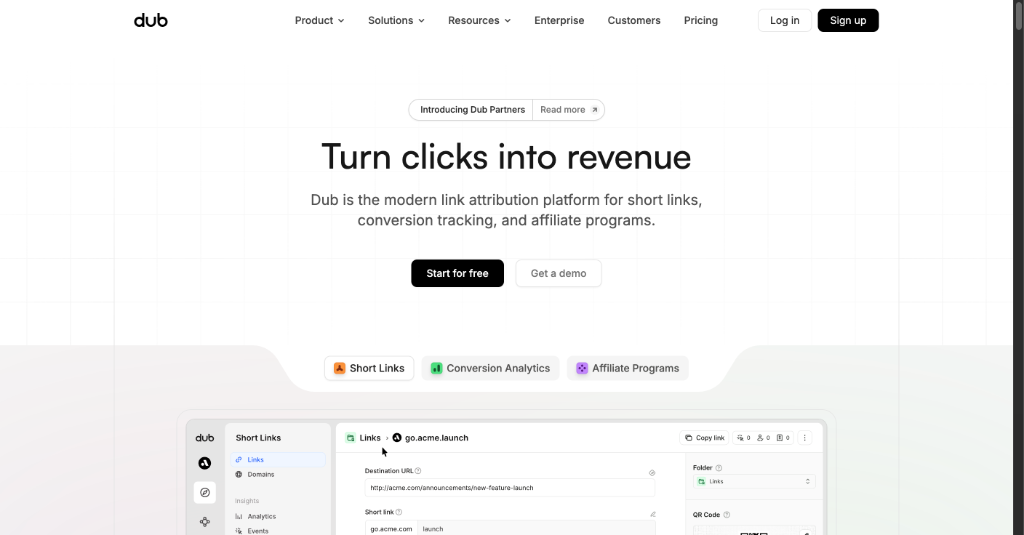 dub
Product
Solutions
Resources
Enterprise
Customers
Pricing
Log in
Sign up
Introducing Dub Partners
Read more
Turn clicks into revenue
Dub is the modern link attribution platform for short links,
conversion tracking, and affiliate programs.
Start for free
Get a demo
Short Links
Conversion Analytics
Affiliate Programs
dub
Short Links
Links
Domains
Insights
Analytics
Events
Links › go.acme.launch
Copy link
0
0
0
Destination URL
http://acme.com/announcements/new-feature-launch
Short link
go.acme.com
launch
Folder
Links
QR Code